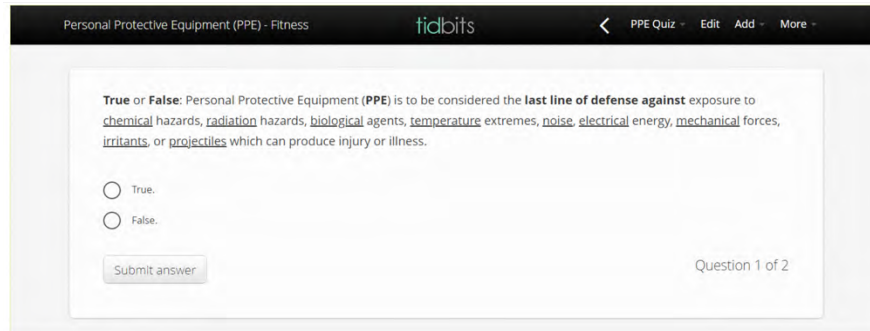 Personal Protective Equipment (PPE) - Fitness
tidbits
PPE Quiz
Edit
Add
More
True or False: Personal Protective Equipment (PPE) is to be considered the last line of defense against exposure to
chemical hazards, radiation hazards, biological agents, temperature extremes, noise, electrical energy, mechanical forces,
irritants, or projectiles which can produce injury or illness.
True.
False.
Submit answer
Question 1 of 2